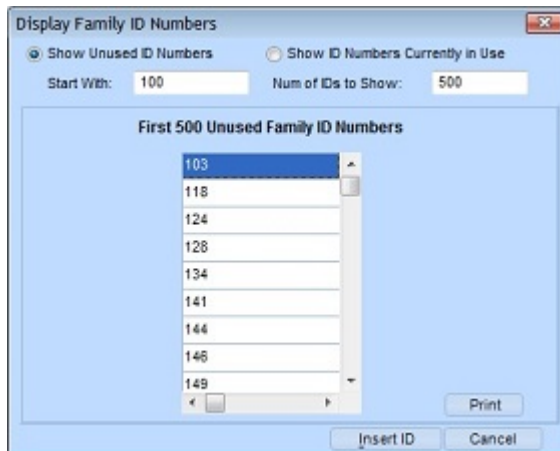 Display Family ID Numbers
Show Unused ID Numbers Show ID Numbers Currently in Use
Start With: 100 Num of IDs to Show: 500
First 500 Unused Family ID Numbers
103
118
124
128
134
141
144
146
149
Print
Insert ID Cancel